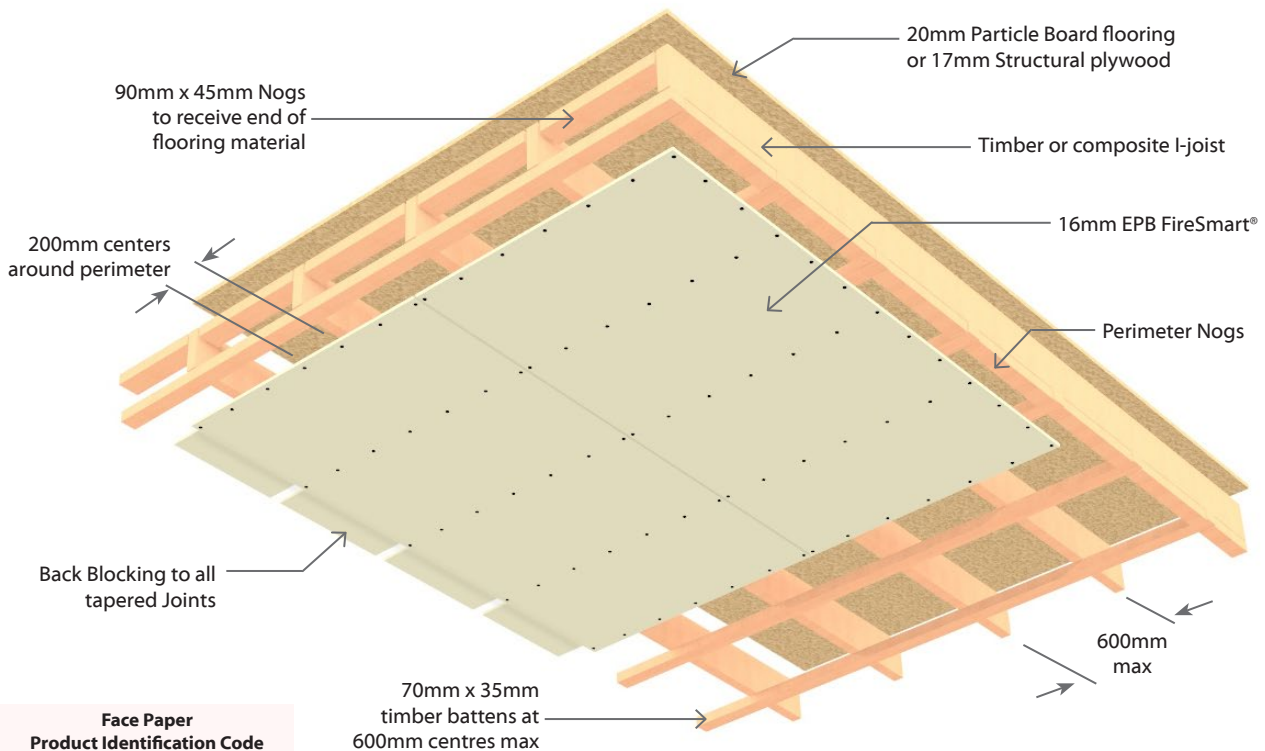 20mm Particle Board flooring
or 17mm Structural plywood
90mm x 45mm Nogs
to receive end of
flooring material
Timber or composite I-joist
16mm EPB FireSmart®
200mm centers
around perimeter
Perimeter Nogs
Back Blocking to all
tapered Joints
600mm
max
70mm x 35mm
timber battens at
600mm centres max
Face Paper
Product Identification Code